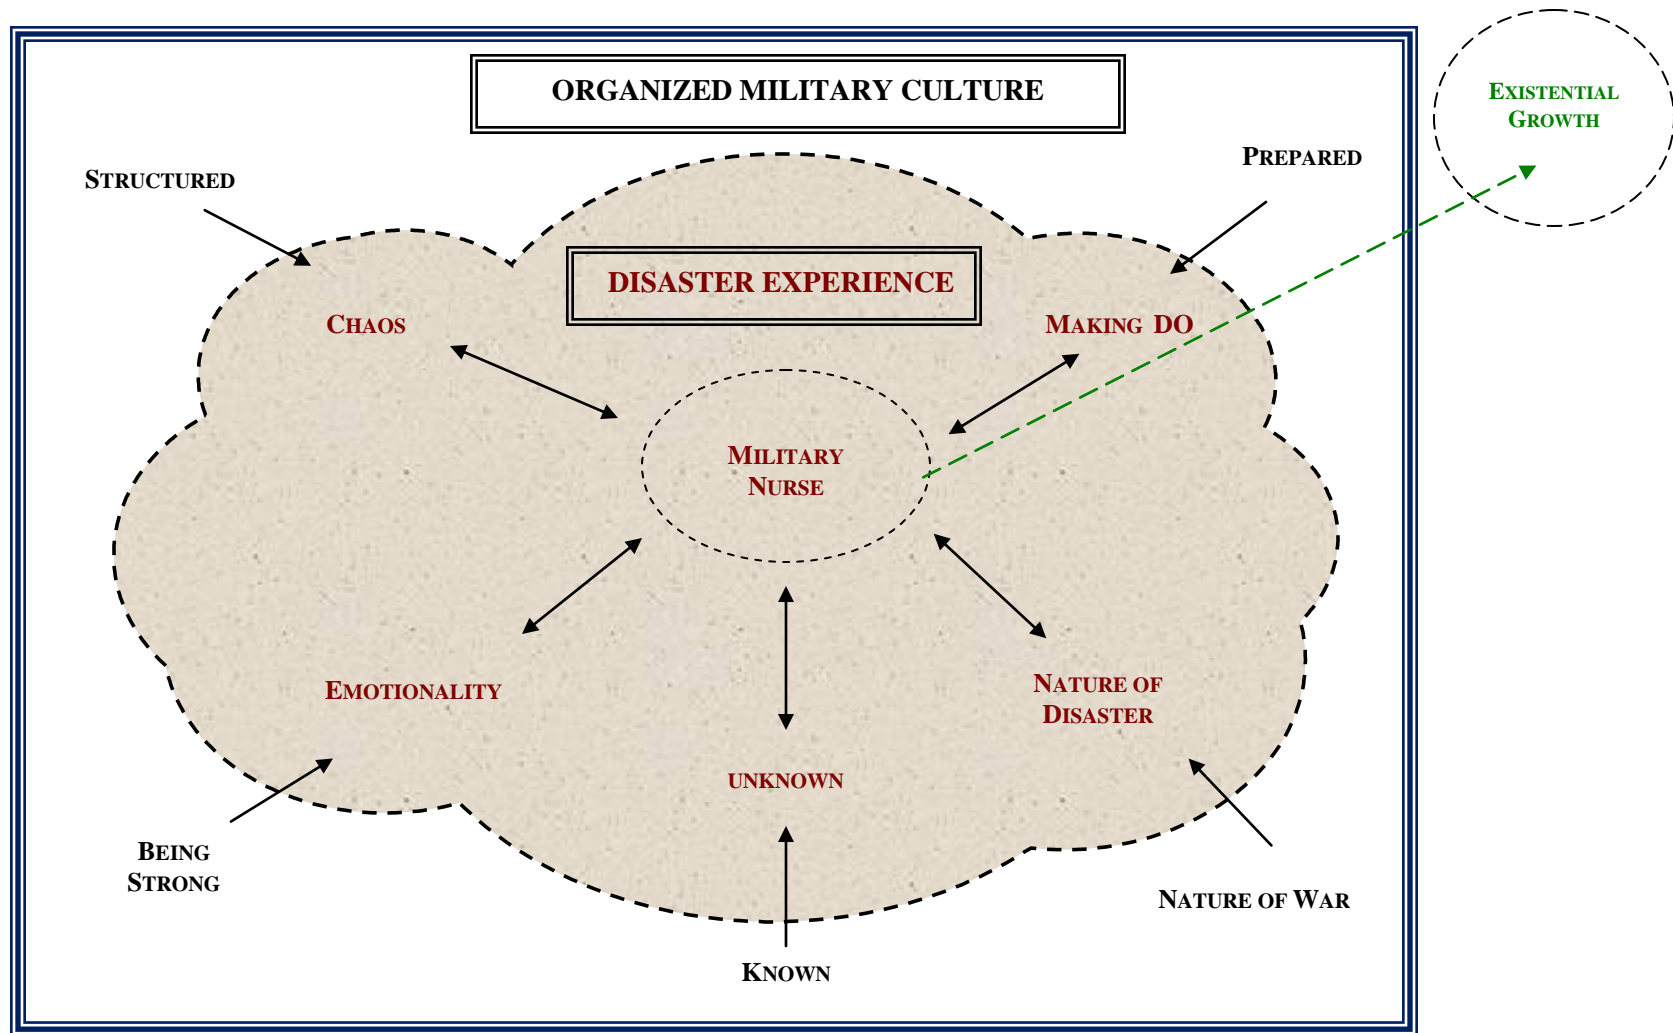 ORGANIZED MILITARY CULTURE
EXISTENTIAL
GROWTH
STRUCTURED
PREPARED
DISASTER EXPERIENCE
CHAOS
MAKING DO
MILITARY
NURSE
EMOTIONALITY
NATURE OF
DISASTER
UNKNOWN
BEING
STRONG
NATURE OF WAR
KNOWN